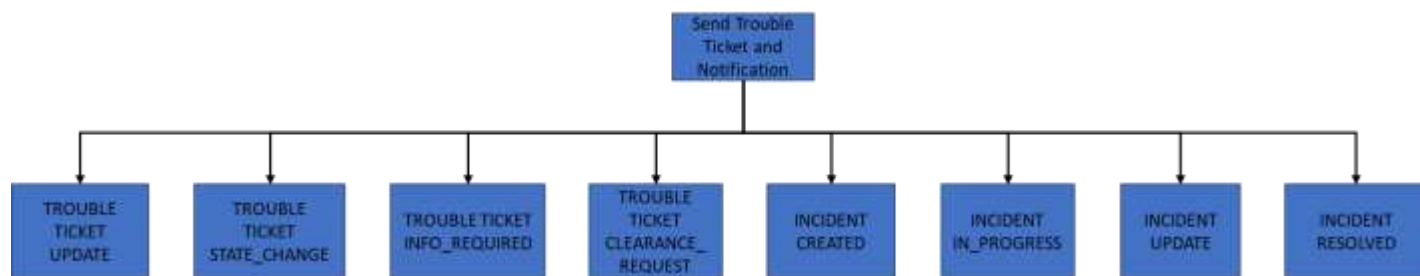 Send Trouble
Ticket and
Notification
TROUBLE
TICKET
UPDATE
TROUBLE
TICKET
STATE_CHANGE
TROUBLE TICKET
INFO_REQUIRED
TROUBLE
TICKET
CLEARANCE_
REQUEST
INCIDENT
CREATED
INCIDENT
IN_PROGRESS
INCIDENT
UPDATE
INCIDENT
RESOLVED